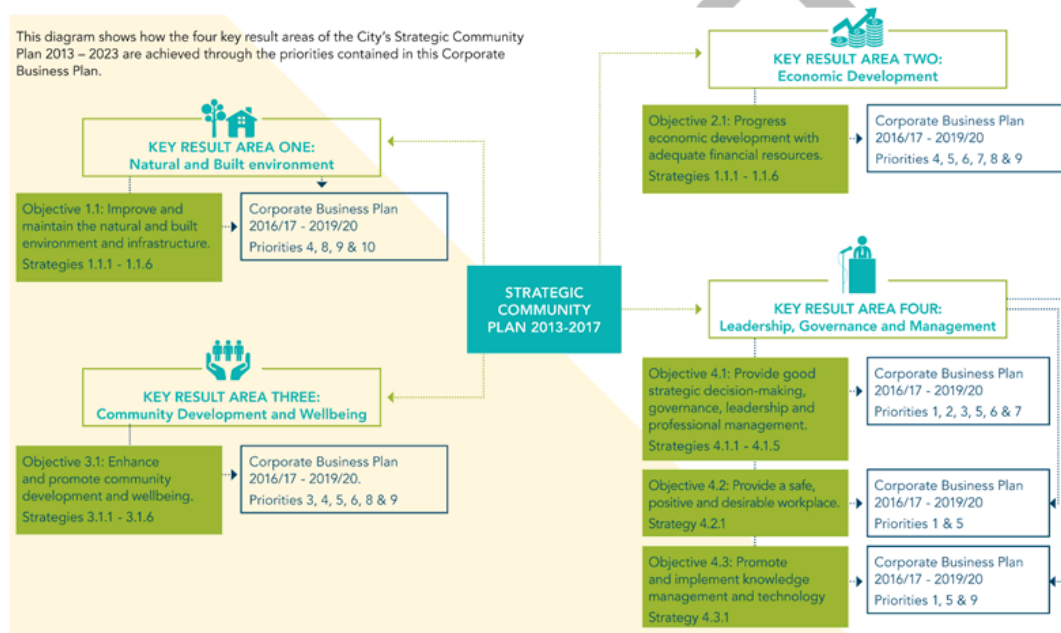 This diagram shows how the four key result areas of the City's Strategic Community
Plan 2013 – 2023 are achieved through the priorities contained in this Corporate
Business Plan.
KEY RESULT AREA ONE:
Natural and Built environment
Objective 1.1: Improve and
maintain the natural and built
environment and infrastructure.
Strategies 1.1.1 - 1.1.6
Corporate Business Plan
2016/17 - 2019/20
Priorities 4, 8, 9 & 10
KEY RESULT AREA THREE:
Community Development and Wellbeing
Objective 3.1: Enhance
and promote community
development and wellbeing.
Strategies 3.1.1 - 3.1.6
Corporate Business Plan
2016/17 - 2019/20.
Priorities 3, 4, 5, 6, 8 & 9
STRATEGIC
COMMUNITY
PLAN 2013-2017
KEY RESULT AREA TWO:
Economic Development
Objective 2.1: Progress
economic development with
adequate financial resources.
Strategies 1.1.1 - 1.1.6
Corporate Business Plan
2016/17 - 2019/20
Priorities 4, 5, 6, 7, 8 & 9
KEY RESULT AREA FOUR:
Leadership, Governance and Management
Objective 4.1: Provide good
strategic decision-making,
governance, leadership and
professional management.
Strategies 4.1.1 - 4.1.5
Corporate Business Plan
2016/17 - 2019/20
Priorities 1, 2, 3, 5, 6 & 7
Objective 4.2: Provide a safe,
positive and desirable workplace.
Strategy 4.2.1
Corporate Business Plan
2016/17 - 2019/20
Priorities 1 & 5
Objective 4.3: Promote
and implement knowledge
management and technology
Strategy 4.3.1
Corporate Business Plan
2016/17 - 2019/20
Priorities 1, 5 & 9